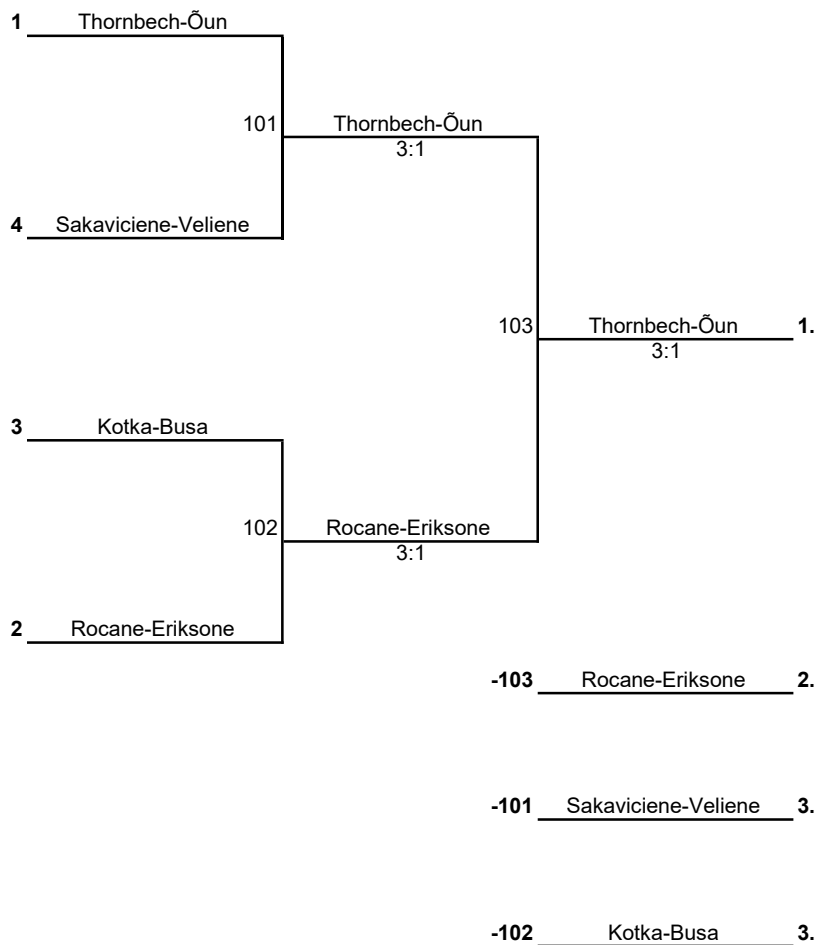 1 Thornbech-Õun
101 Thornbech-Õun
3:1
4 Sakaviciene-Veliene
103 Thornbech-Õun 1.
3:1
3 Kotka-Busa
102 Rocane-Eriksone
3:1
2 Rocane-Eriksone
-103 Rocane-Eriksone 2.
-101 Sakaviciene-Veliene 3.
-102 Kotka-Busa 3.